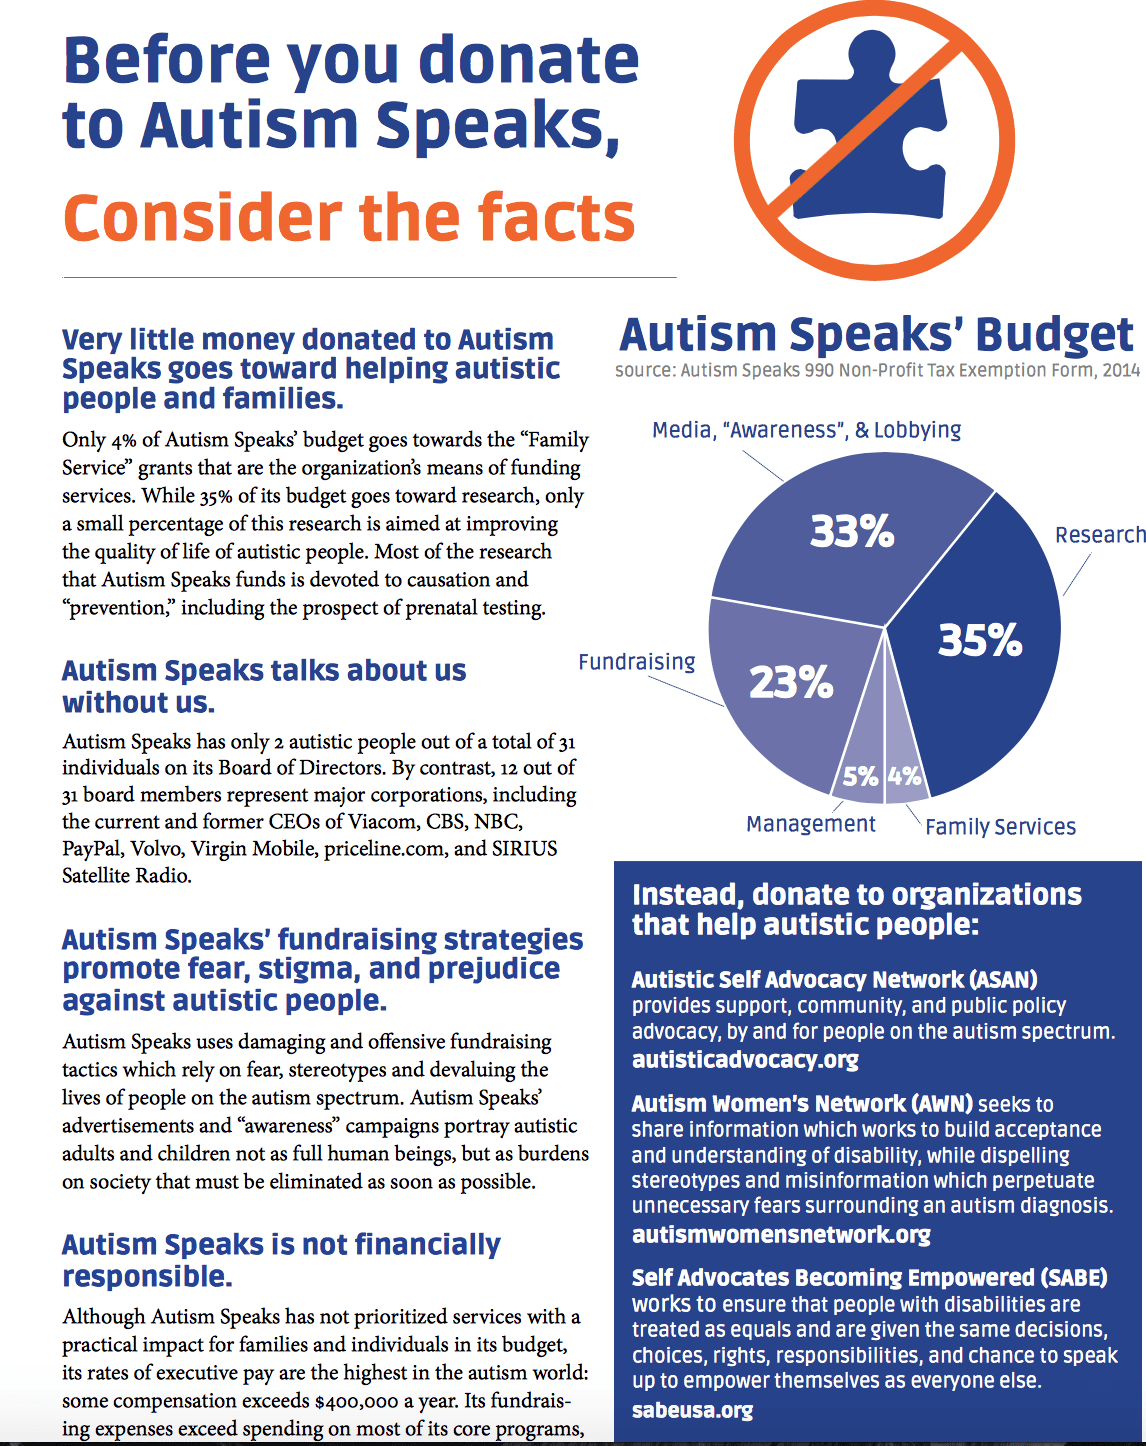 Before you donate
to Autism Speaks,
Consider the facts
Very little money donated to Autism
Speaks goes toward helping autistic
people and families.
Only 4% of Autism Speaks’ budget goes towards the “Family
Service” grants that are the organization’s means of funding
services. While 35% of its budget goes toward research, only
a small percentage of this research is aimed at improving
the quality of life of autistic people. Most of the research
that Autism Speaks funds is devoted to causation and
“prevention,” including the prospect of prenatal testing.
Autism Speaks talks about us
without us.
Autism Speaks has only 2 autistic people out of a total of 31
individuals on its Board of Directors. By contrast, 12 out of
31 board members represent major corporations, including
the current and former CEOs of Viacom, CBS, NBC,
PayPal, Volvo, Virgin Mobile, priceline.com, and SIRIUS
Satellite Radio.
Autism Speaks’ fundraising strategies
promote fear, stigma, and prejudice
against autistic people.
Autism Speaks uses damaging and offensive fundraising
tactics which rely on fear, stereotypes and devaluing the
lives of people on the autism spectrum. Autism Speaks’
advertisements and “awareness” campaigns portray autistic
adults and children not as full human beings, but as burdens
on society that must be eliminated as soon as possible.
Autism Speaks is not financially
responsible.
Although Autism Speaks has not prioritized services with a
practical impact for families and individuals in its budget,
its rates of executive pay are the highest in the autism world:
some compensation exceeds $400,000 a year. Its fundrais-
ing expenses exceed spending on most of its core programs,
Autism Speaks’ Budget
source: Autism Speaks 990 Non-Profit Tax Exemption Form, 2014
Media, "Awareness", & Lobbying
33%
Research
35%
Fundraising
23%
5%
4%
Management
Family Services
Instead, donate to organizations
that help autistic people:
Autistic Self Advocacy Network (ASAN)
provides support, community, and public policy
advocacy, by and for people on the autism spectrum.
autisticadvocacy.org
Autism Women's Network (AWN) seeks to
share information which works to build acceptance
and understanding of disability, while dispelling
stereotypes and misinformation which perpetuate
unnecessary fears surrounding an autism diagnosis.
autismwomensnetwork.org
Self Advocates Becoming Empowered (SABE)
works to ensure that people with disabilities are
treated as equals and are given the same decisions,
choices, rights, responsibilities, and chance to speak
up to empower themselves as everyone else.
sabeusa.org